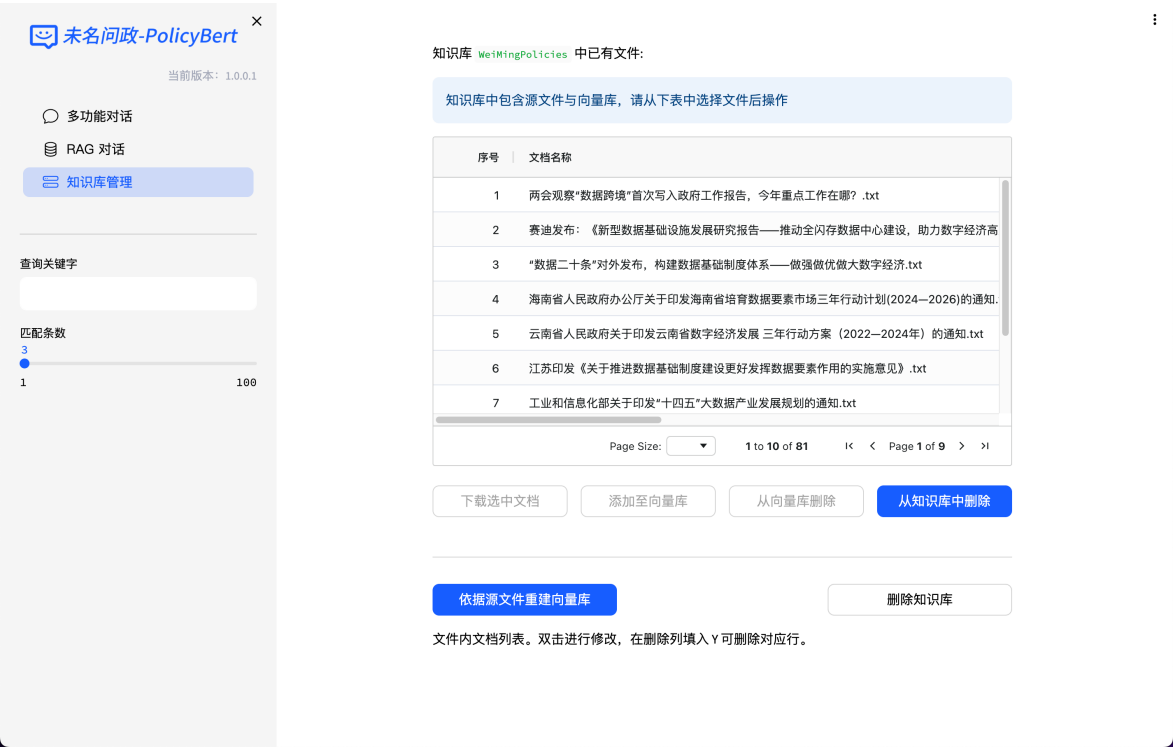 未名问政-PolicyBert
当前版本：1.0.0.1
多功能对话
RAG 对话
知识库管理
查询关键字
匹配条数
3
1 100
知识库 WeiMingPolicies 中已有文件:
知识库中包含源文件与向量库，请从下表中选择文件后操作
序号 文档名称
1 两会观察“数据跨境”首次写入政府工作报告，今年重点工作在哪？.txt
2 赛迪发布：《新型数据基础设施发展研究报告——推动全闪存数据中心建设，助力数字经济高
3 “数据二十条”对外发布，构建数据基础制度体系——做强做优做大数字经济.txt
4 海南省人民政府办公厅关于印发海南省培育数据要素市场三年行动计划(2024—2026)的通知.
5 云南省人民政府关于印发云南省数字经济发展 三年行动方案（2022—2024年）的通知.txt
6 江苏印发《关于推进数据基础制度建设更好发挥数据要素作用的实施意见》.txt
7 工业和信息化部关于印发“十四五”大数据产业发展规划的通知.txt
Page Size: 1 to 10 of 81 Page 1 of 9
下载选中文档 添加至向量库 从向量库删除 从知识库中删除
依据源文件重建向量库 删除知识库
文件内文档列表。双击进行修改，在删除列填入 Y 可删除对应行。